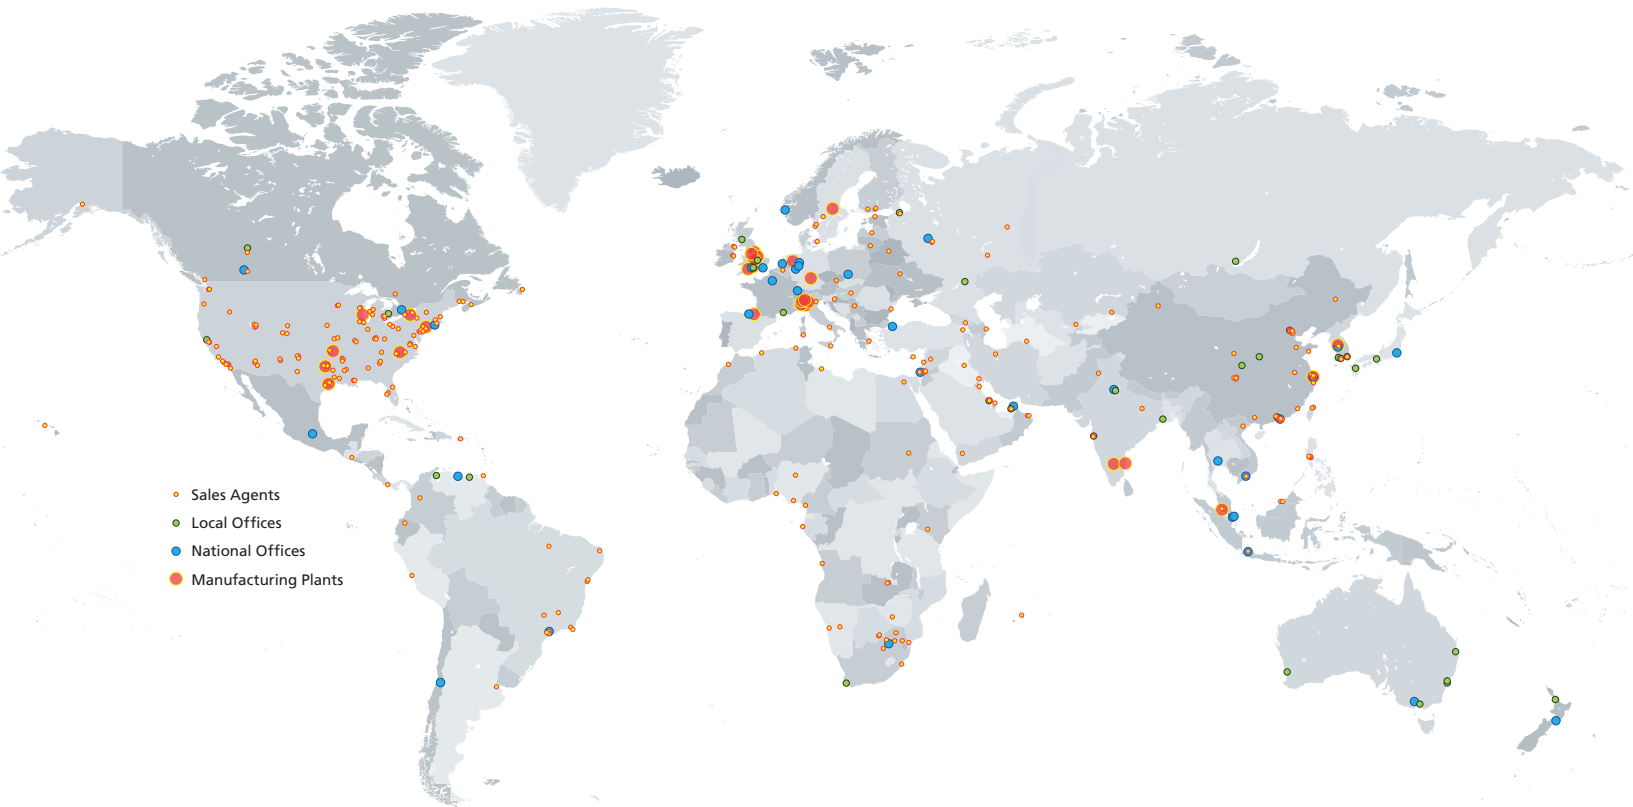 Sales Agents
Local Offices
National Offices
Manufacturing Plants